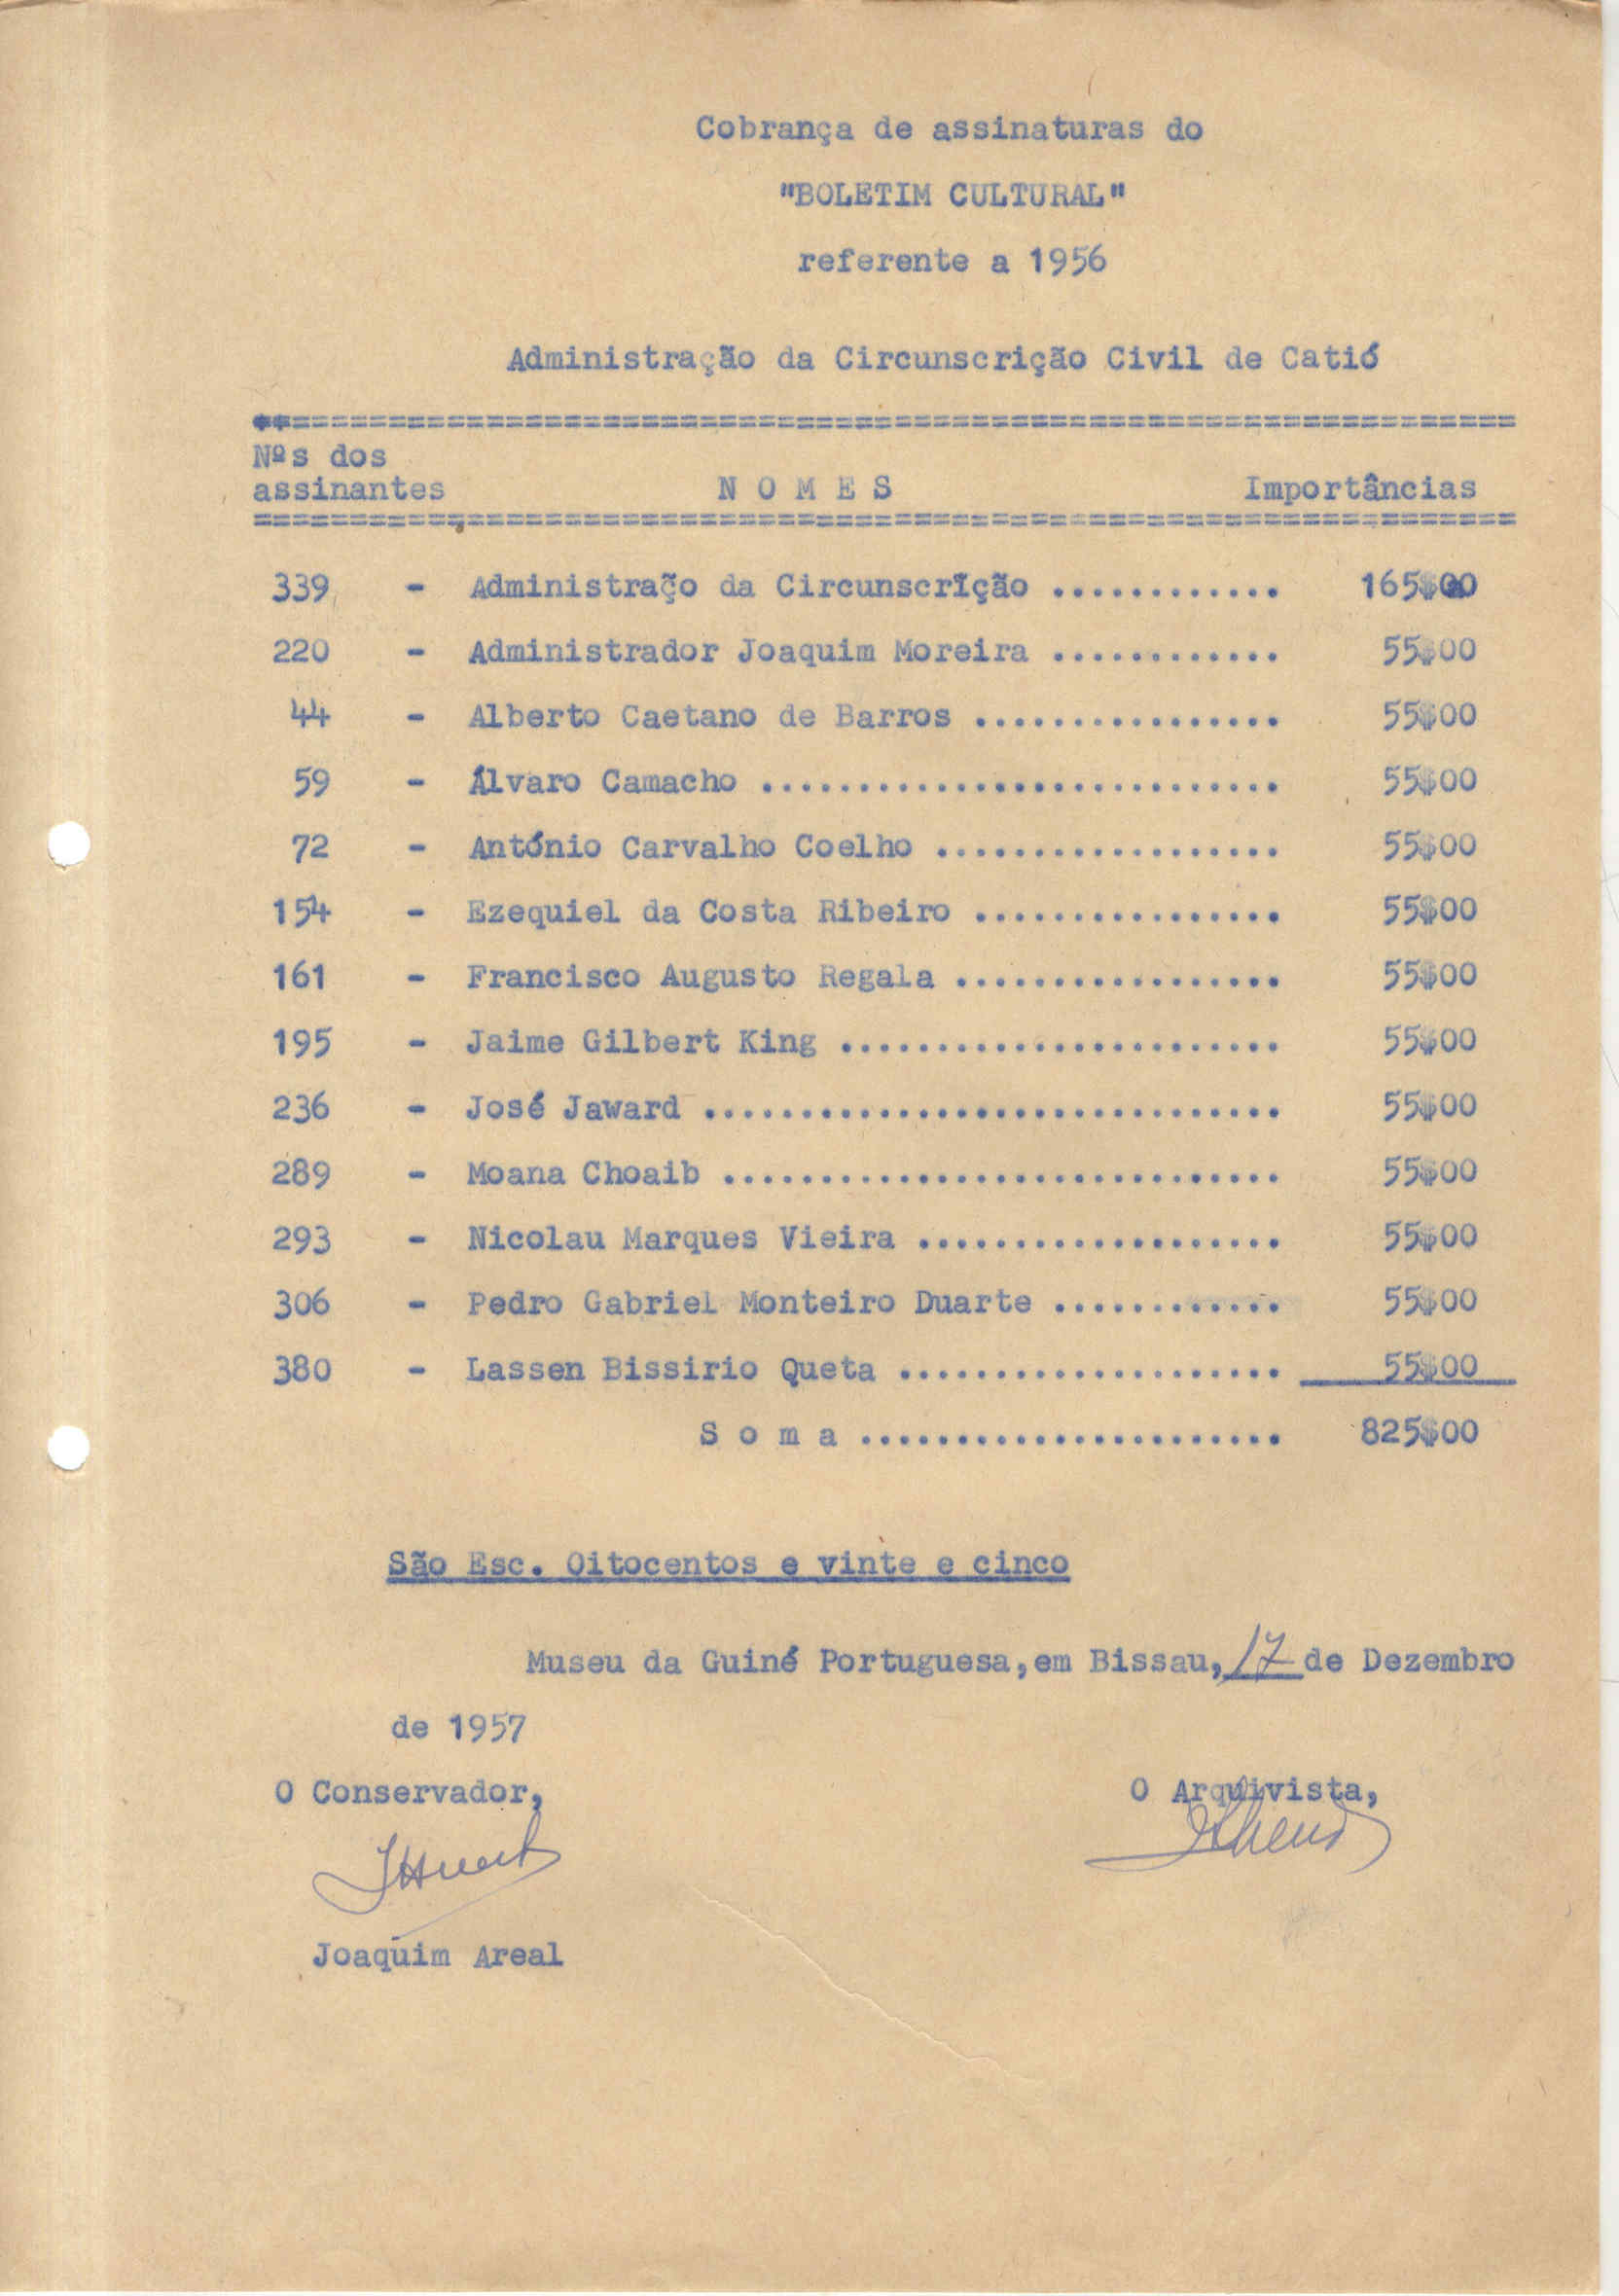 Cobrança de assinaturas do
"BOLETIM CULTURAL"
referente a 1956
Administração da Circunscrição Civil de Catió
Nºs dos
assinantes N O M E S Importâncias
339 - Administração da Circunscrição ............ 165$00
220 - Administrador Joaquim Moreira ............ 55$00
44 - Alberto Caetano de Barros ................ 55$00
59 - Álvaro Camacho ........................... 55$00
72 - António Carvalho Coelho .................. 55$00
154 - Ezequiel da Costa Ribeiro ................ 55$00
161 - Francisco Augusto Regala ................. 55$00
195 - Jaime Gilbert King ....................... 55$00
236 - José Jaward .............................. 55$00
289 - Moana Choaib ............................. 55$00
293 - Nicolau Marques Vieira ................... 55$00
306 - Pedro Gabriel Monteiro Duarte ............ 55$00
380 - Lassen Bissirio Queta .................... 55$00
S o m a ...................... 825$00
São Esc. Oitocentos e vinte e cinco
Museu da Guiné Portuguesa,em Bissau, 17 de Dezembro
de 1957
O Conservador, O Arquivista,
Joaquim Areal